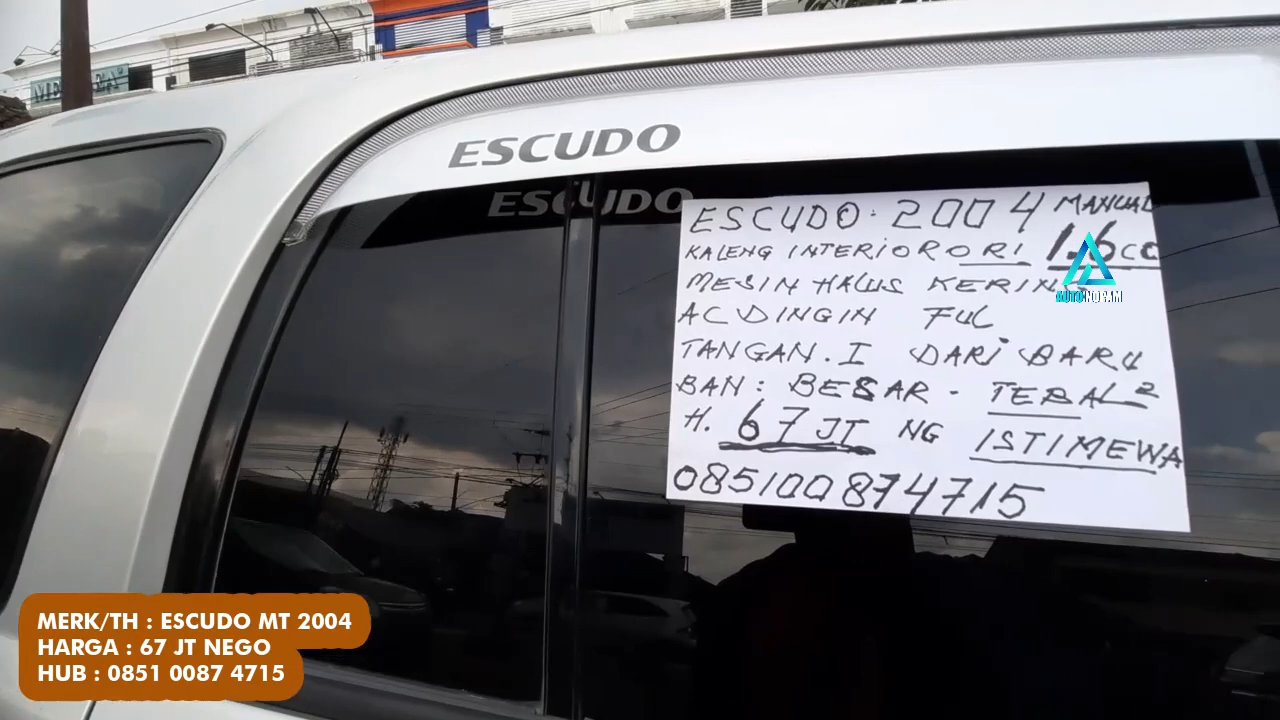 ESCUDO
ESCUDO
ESCUDO. 2004 MANUAL
KALENG INTERIOR ORI 1.6CC
MESIN HALUS KERING
AC DINGIN FUL
TANGAN. I DARI BARU
BAN: BESAR - TEBAL2
H. 67 JT NG ISTIMEWA
085100874715
AUTO NOPAM
MERK/TH : ESCUDO MT 2004
HARGA : 67 JT NEGO
HUB : 0851 0087 4715